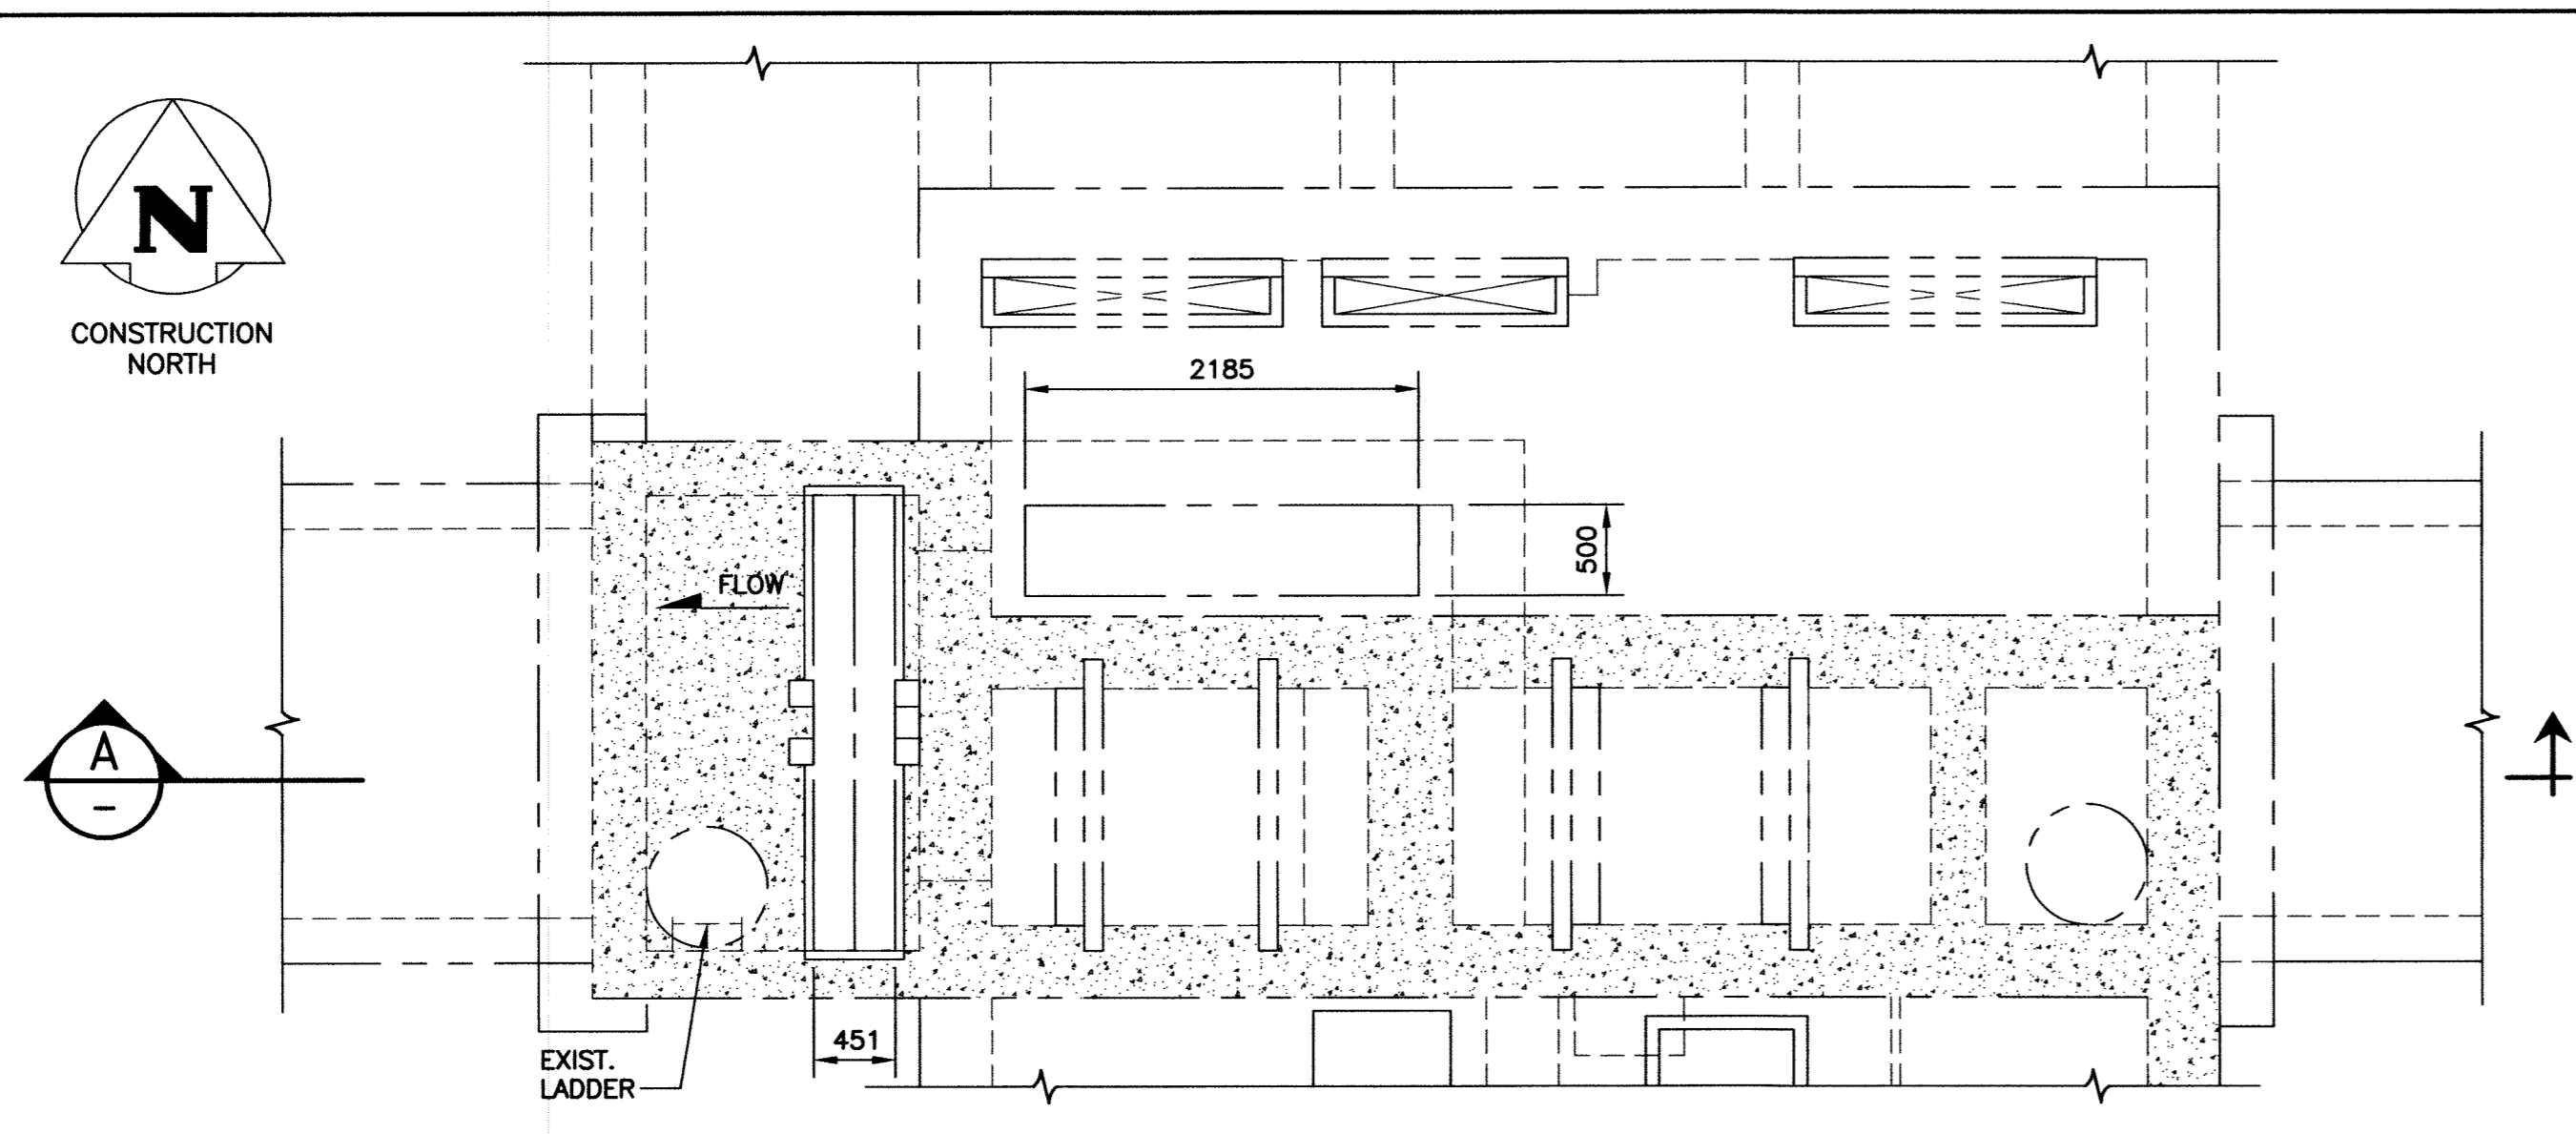 N
CONSTRUCTION
NORTH
2185
500
FLOW
A
-
451
EXIST.
LADDER